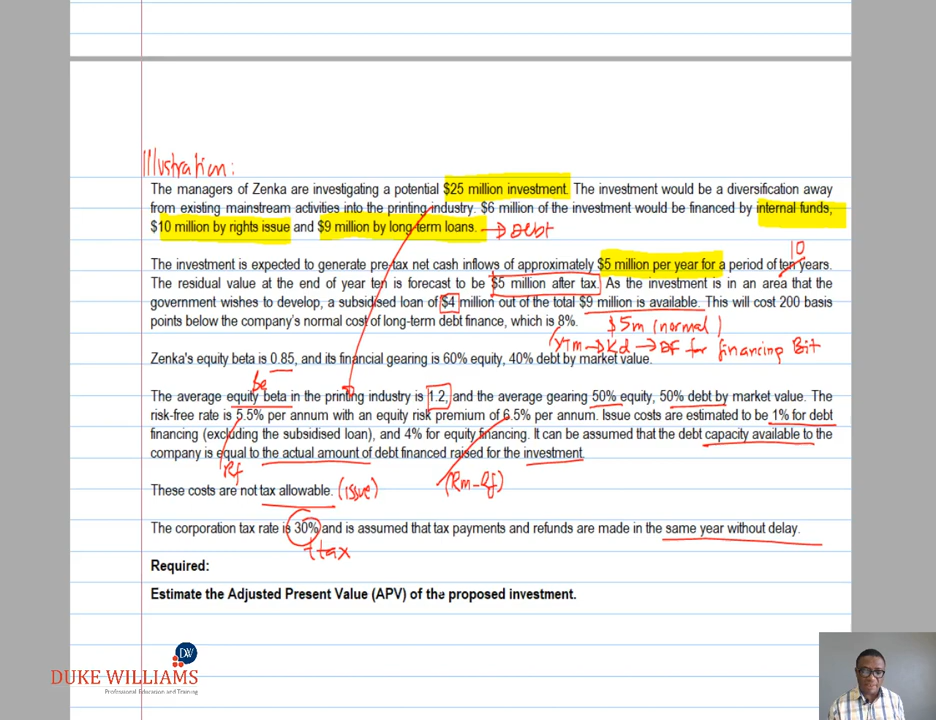 Illustration:
The managers of Zenka are investigating a potential $25 million investment. The investment would be a diversification away
from existing mainstream activities into the printing industry. $6 million of the investment would be financed by internal funds,
$10 million by rights issue and $9 million by long-term loans. → Debt
10
The investment is expected to generate pre-tax net cash inflows of approximately $5 million per year for a period of ten years.
The residual value at the end of year ten is forecast to be $5 million after tax. As the investment is in an area that the
government wishes to develop, a subsidised loan of $4 million out of the total $9 million is available. This will cost 200 basis
points below the company's normal cost of long-term debt finance, which is 8%.
$5m (normal)
YTM → Kd → DF for financing Bit
Zenka's equity beta is 0.85, and its financial gearing is 60% equity, 40% debt by market value.
βe
The average equity beta in the printing industry is 1.2, and the average gearing 50% equity, 50% debt by market value. The
risk-free rate is 5.5% per annum with an equity risk premium of 6.5% per annum. Issue costs are estimated to be 1% for debt
financing (excluding the subsidised loan), and 4% for equity financing. It can be assumed that the debt capacity available to the
company is equal to the actual amount of debt financed raised for the investment.
Rf
(Rm-Rf)
These costs are not tax allowable. (issue)
The corporation tax rate is 30% and is assumed that tax payments and refunds are made in the same year without delay.
tax
Required:
Estimate the Adjusted Present Value (APV) of the proposed investment.
DW
DUKE WILLIAMS
Professional Education and Training